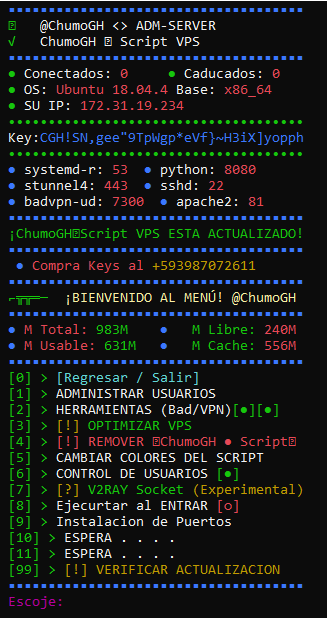 @ChumoGH <> ADM-SERVER
√ ChumoGH Script VPS
● Conectados: 0 ● Caducados: 0
● OS: Ubuntu 18.04.4 Base: x86_64
● SU IP: 172.31.19.234
Key:CGH!SN,gee"9TpWgp*eVf}~H3iX]yopph
● systemd-r: 53 ● python: 8080
● stunnel4: 443 ● sshd: 22
● badvpn-ud: 7300 ● apache2: 81
¡ChumoGH Script VPS ESTA ACTUALIZADO!
● Compra Keys al +593987072611
⌐╦╦═─ ¡BIENVENIDO AL MENÚ! @ChumoGH
● M Total: 983M ● M Libre: 240M
● M Usable: 631M ● M Cache: 556M
[0] > [Regresar / Salir]
[1] > ADMINISTRAR USUARIOS
[2] > HERRAMIENTAS (Bad/VPN)[●][●]
[3] > [!] OPTIMIZAR VPS
[4] > [!] REMOVER ChumoGH ● Script
[5] > CAMBIAR COLORES DEL SCRIPT
[6] > CONTROL DE USUARIOS [●]
[7] > [?] V2RAY Socket (Experimental)
[8] > Ejecurtar al ENTRAR [o]
[9] > Instalacion de Puertos
[10] > ESPERA . . . .
[11] > ESPERA . . . .
[99] > [!] VERIFICAR ACTUALIZACION
Escoje: